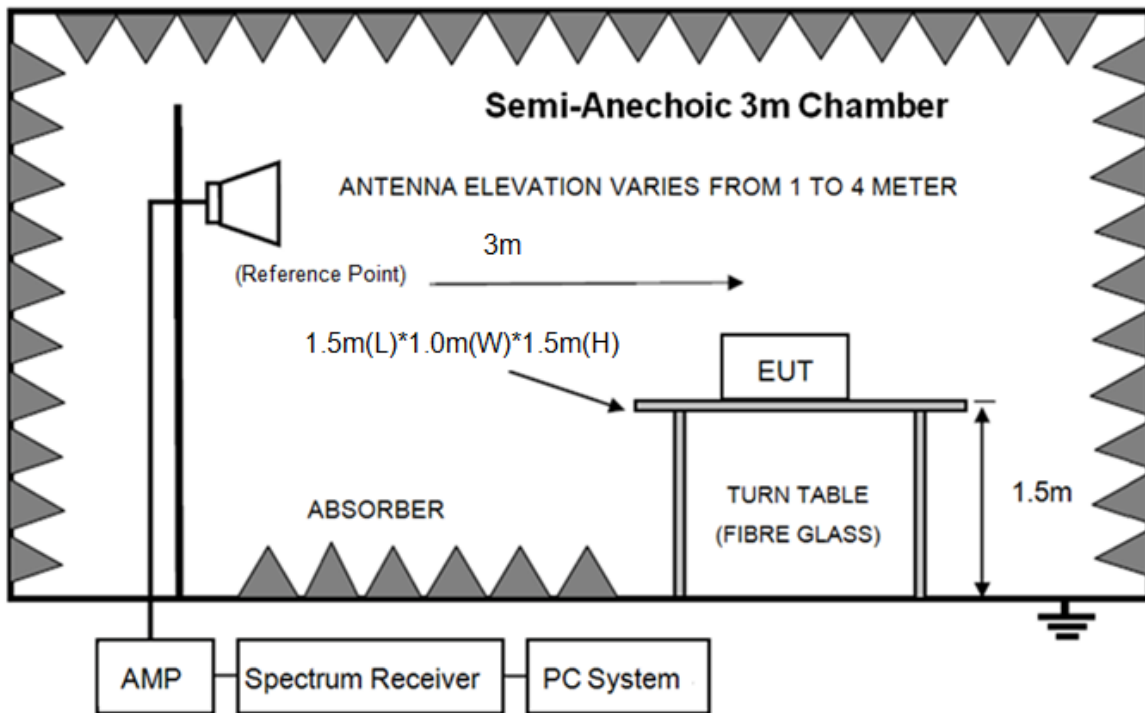 Semi-Anechoic 3m Chamber
ANTENNA ELEVATION VARIES FROM 1 TO 4 METER
3m
(Reference Point)
1.5m(L)*1.0m(W)*1.5m(H)
EUT
1.5m
TURN TABLE
(FIBRE GLASS)
ABSORBER
AMP
Spectrum Receiver
PC System